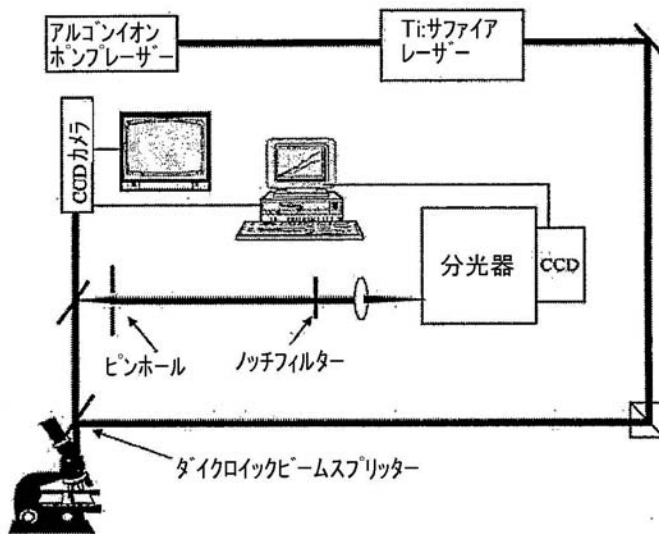 アルゴンイオン
ポンプレーザー
Ti:サファイア
レーザー
CCDカメラ
分光器
CCD
ピンホール
ノッチフィルター
ダイクロイックビームスプリッター